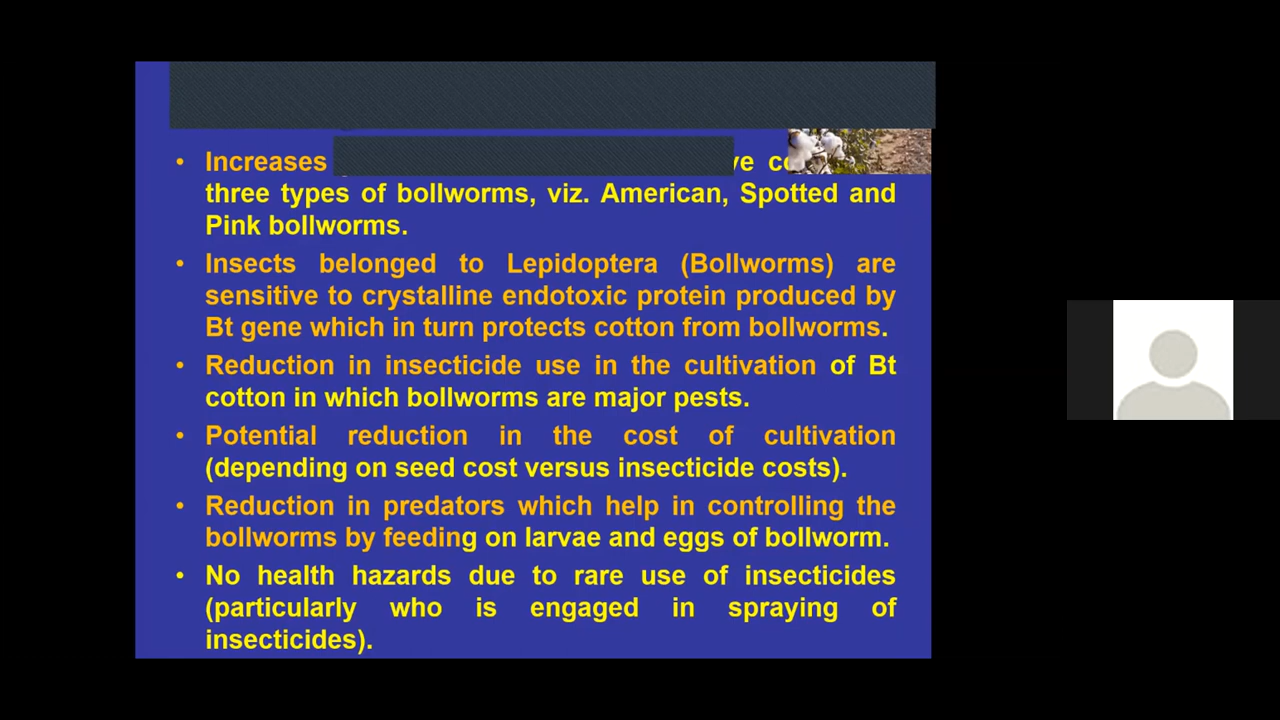 • Increases
three types of bollworms, viz. American, Spotted and
Pink bollworms.
• Insects belonged to Lepidoptera (Bollworms) are
sensitive to crystalline endotoxic protein produced by
Bt gene which in turn protects cotton from bollworms.
• Reduction in insecticide use in the cultivation of Bt
cotton in which bollworms are major pests.
• Potential reduction in the cost of cultivation
(depending on seed cost versus insecticide costs).
• Reduction in predators which help in controlling the
bollworms by feeding on larvae and eggs of bollworm.
• No health hazards due to rare use of insecticides
(particularly who is engaged in spraying of
insecticides).